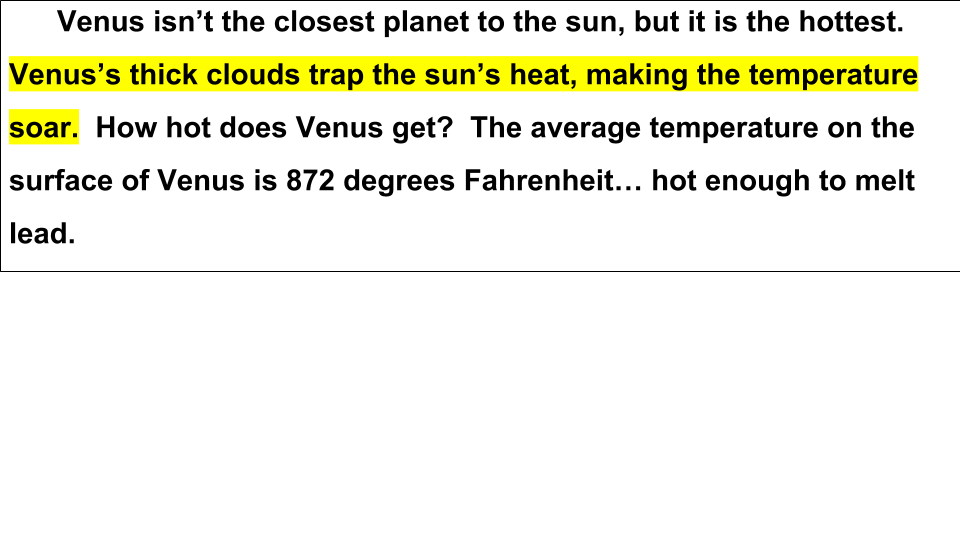 Venus isn’t the closest planet to the sun, but it is the hottest.
Venus’s thick clouds trap the sun’s heat, making the temperature
soar.  How hot does Venus get?  The average temperature on the
surface of Venus is 872 degrees Fahrenheit… hot enough to melt
lead.